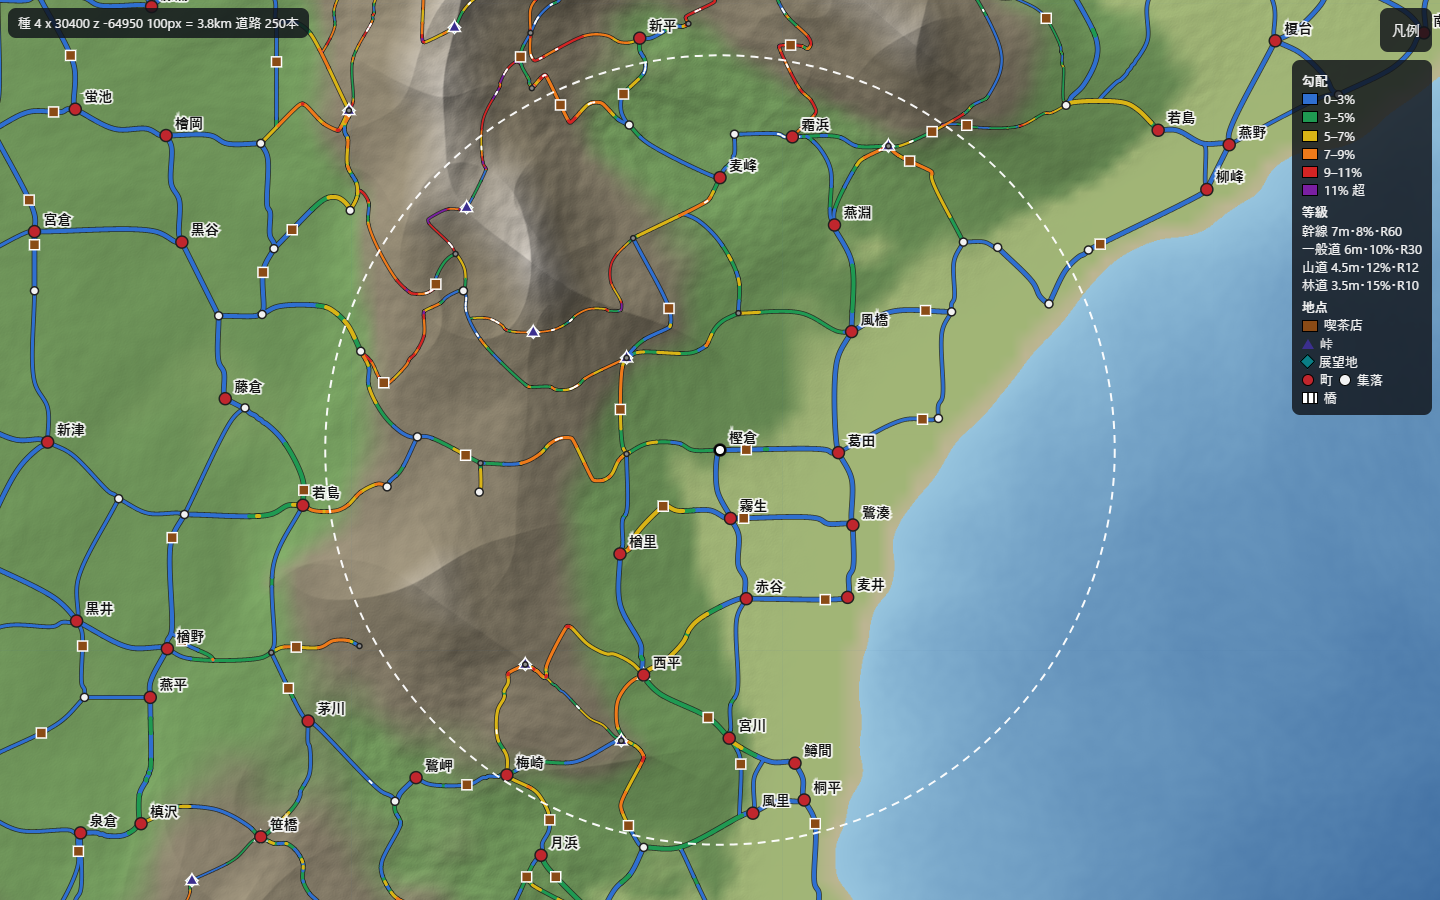 種 4 x 30400 z -64950 100px = 3.8km 道路 250本
凡例
勾配
0–3%
3–5%
5–7%
7–9%
9–11%
11% 超
等級
幹線 7m·8%·R60
一般道 6m·10%·R30
山道 4.5m·12%·R12
林道 3.5m·15%·R10
地点
喫茶店
峠
展望地
町 集落
橋
新平
榎台
蛍池
檜岡
霜浜
若島
燕野
麦峰
柳峰
宮倉
黒谷
燕淵
風橋
藤倉
新津
樫倉
葛田
若島
霧生
鷺湊
楢里
赤谷
麦井
黒井
楢野
西平
燕平
茅川
宮川
鱒間
鷺岬
梅崎
桐平
風里
泉倉
槙沢
笹橋
月浜